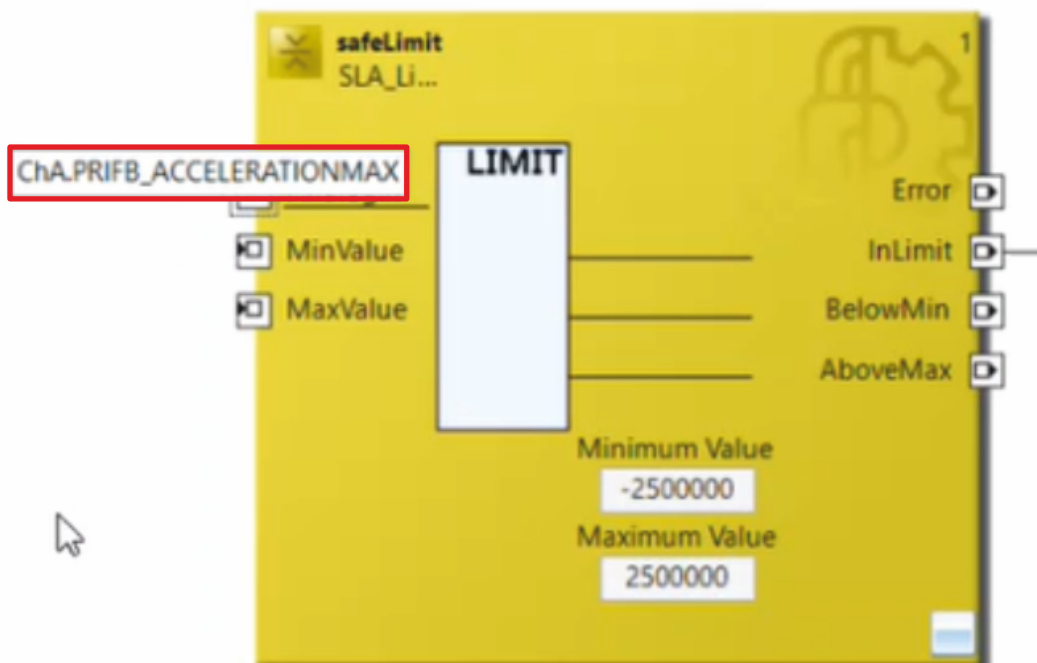 safeLimit
1
SLA_Li...
ChA.PRIFB_ACCELERATIONMAX
LIMIT
Error
MinValue
InLimit
MaxValue
BelowMin
AboveMax
Minimum Value
-2500000
Maximum Value
2500000